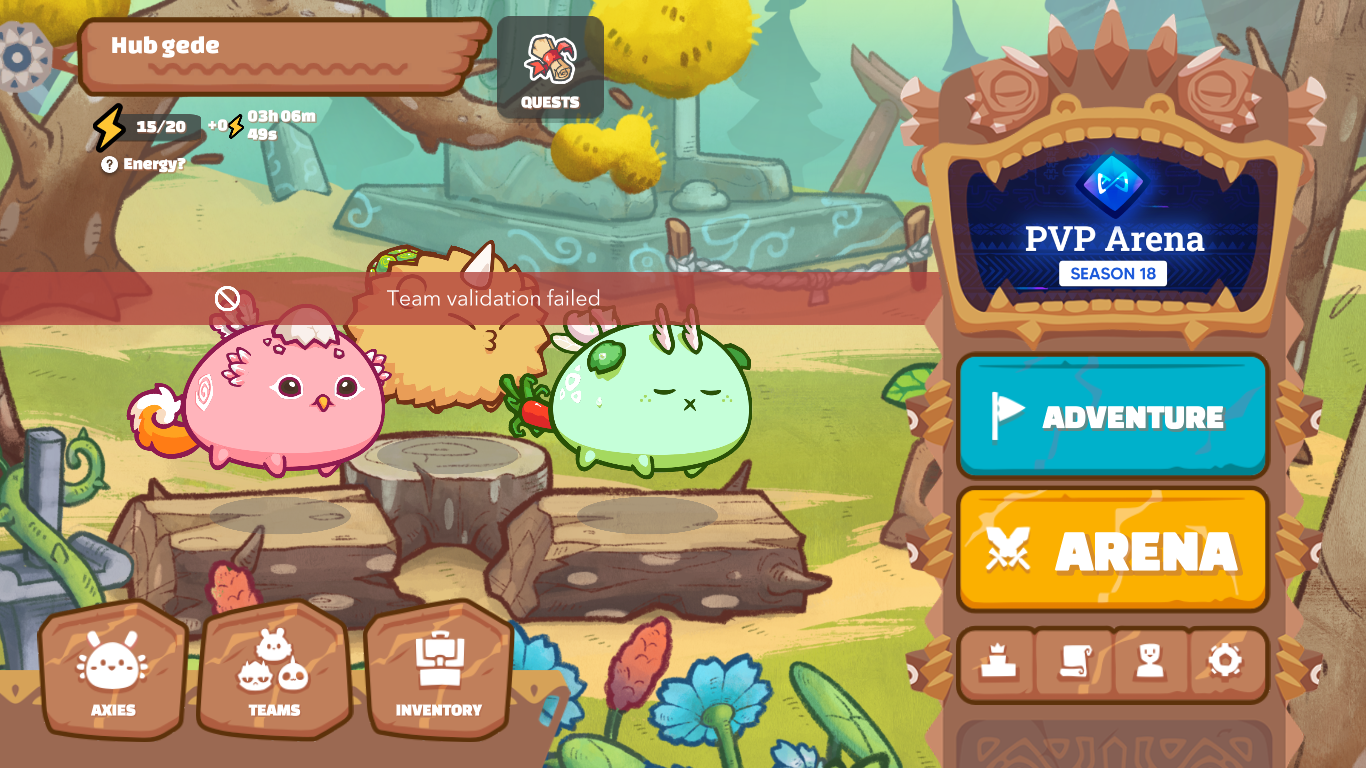 Hub gede
QUESTS
15/20
+0
03h 06m
49s
? Energy?
Team validation failed
PVP Arena
SEASON 18
ADVENTURE
ARENA
AXIES
TEAMS
INVENTORY